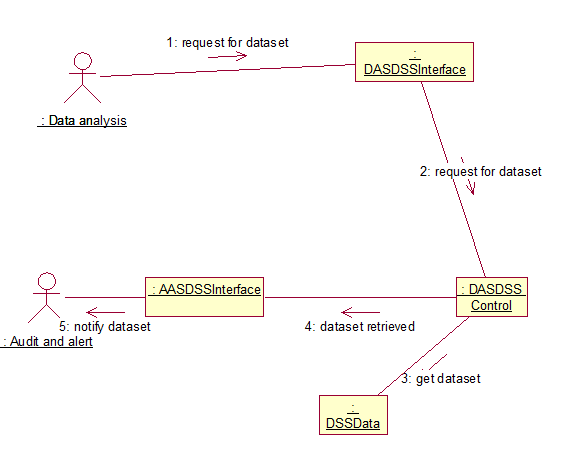 1: request for dataset
:
DASDSSInterface
: Data analysis
2: request for dataset
: AASDSSInterface
: DASDSS
Control
5: notify dataset
4: dataset retrieved
: Audit and alert
3: get dataset
:
DSSData